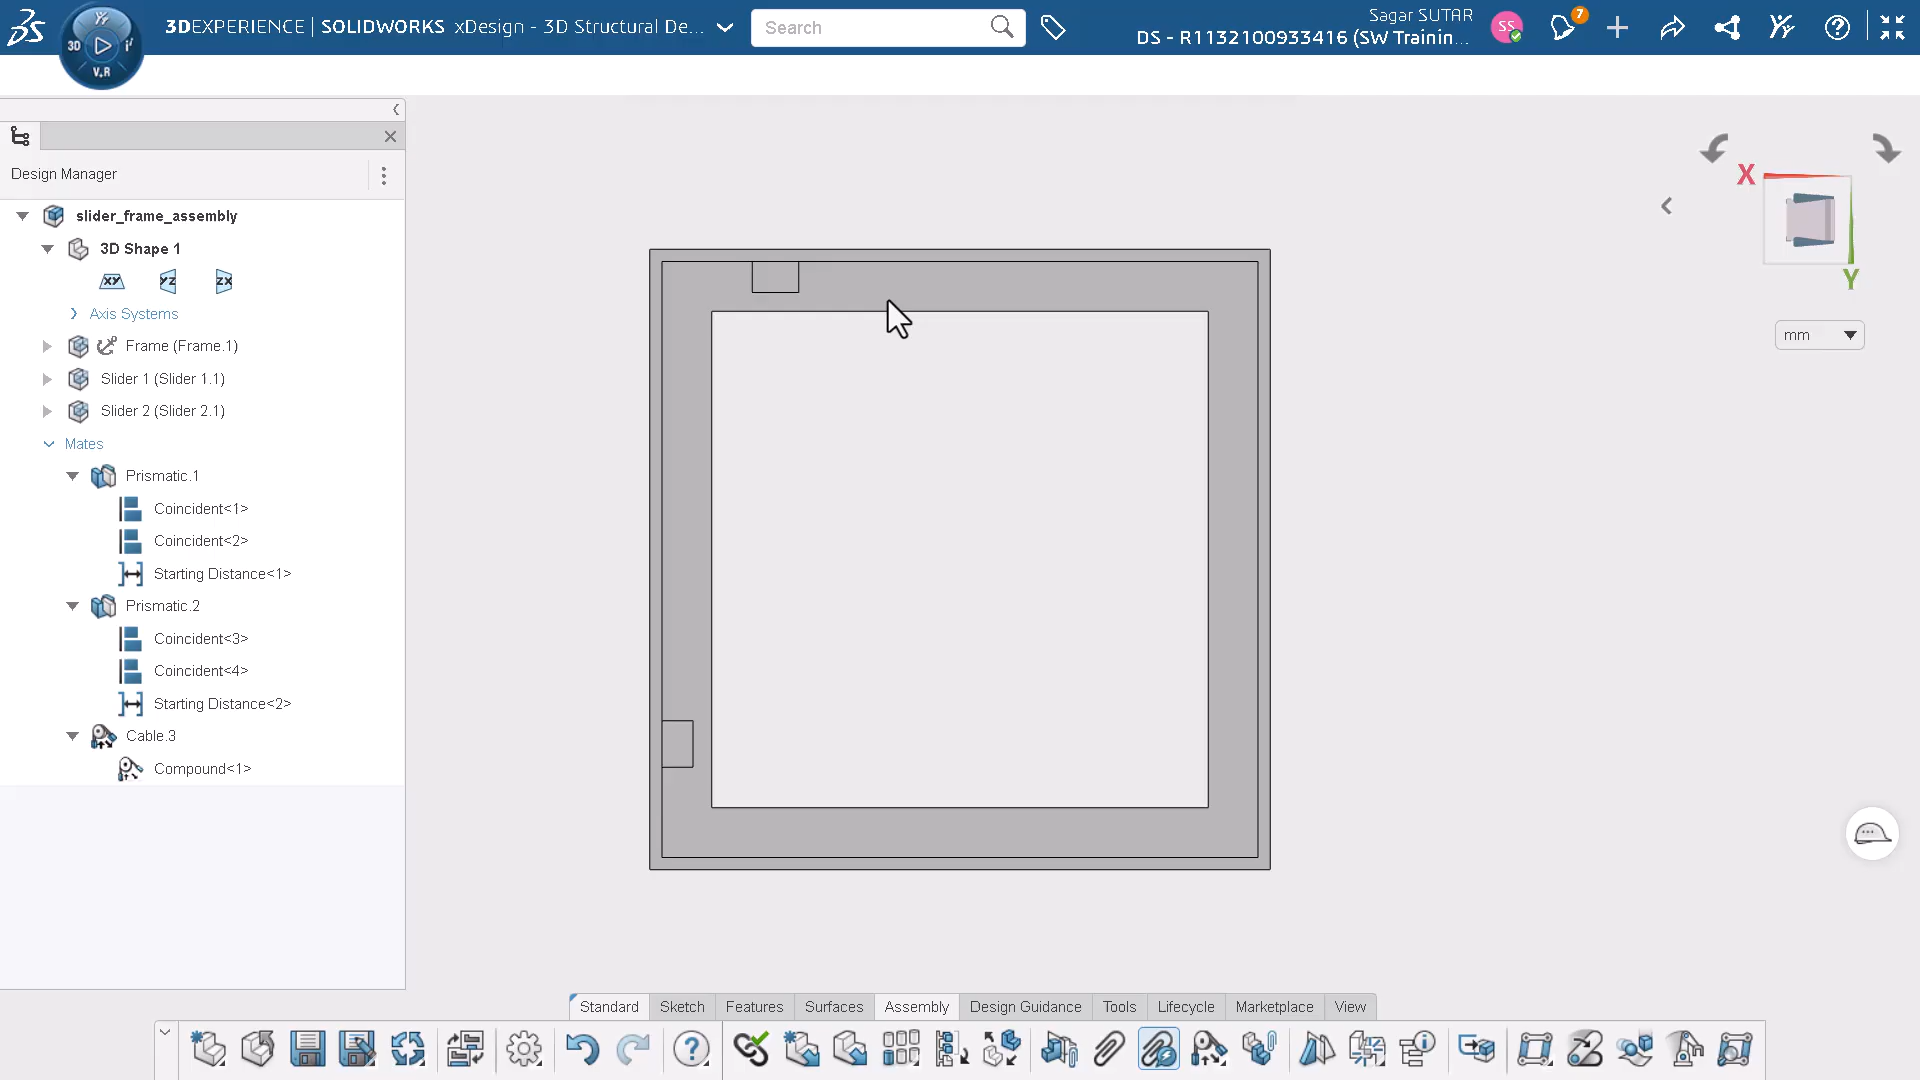 3DEXPERIENCE | SOLIDWORKS xDesign - 3D Structural De...
Search
Sagar SUTAR
DS - R1132100933416 (SW Trainin...
SS
7
3D
V.R
Design Manager
slider_frame_assembly
3D Shape 1
XY YZ ZX
Axis Systems
Frame (Frame.1)
Slider 1 (Slider 1.1)
Slider 2 (Slider 2.1)
Mates
Prismatic.1
Coincident<1>
Coincident<2>
Starting Distance<1>
Prismatic.2
Coincident<3>
Coincident<4>
Starting Distance<2>
Cable.3
Compound<1>
X
Y
mm
Standard Sketch Features Surfaces Assembly Design Guidance Tools Lifecycle Marketplace View